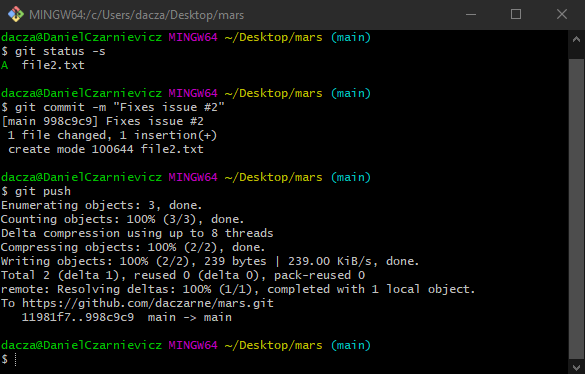 MINGW64:/c/Users/dacza/Desktop/mars
dacza@DanielCzarnievicz MINGW64 ~/Desktop/mars (main)
$ git status -s
A  file2.txt
dacza@DanielCzarnievicz MINGW64 ~/Desktop/mars (main)
$ git commit -m "Fixes issue #2"
[main 998c9c9] Fixes issue #2
 1 file changed, 1 insertion(+)
 create mode 100644 file2.txt
dacza@DanielCzarnievicz MINGW64 ~/Desktop/mars (main)
$ git push
Enumerating objects: 3, done.
Counting objects: 100% (3/3), done.
Delta compression using up to 8 threads
Compressing objects: 100% (2/2), done.
Writing objects: 100% (2/2), 239 bytes | 239.00 KiB/s, done.
Total 2 (delta 1), reused 0 (delta 0), pack-reused 0
remote: Resolving deltas: 100% (1/1), completed with 1 local object.
To https://github.com/daczarne/mars.git
   11981f7..998c9c9  main -> main
dacza@DanielCzarnievicz MINGW64 ~/Desktop/mars (main)
$